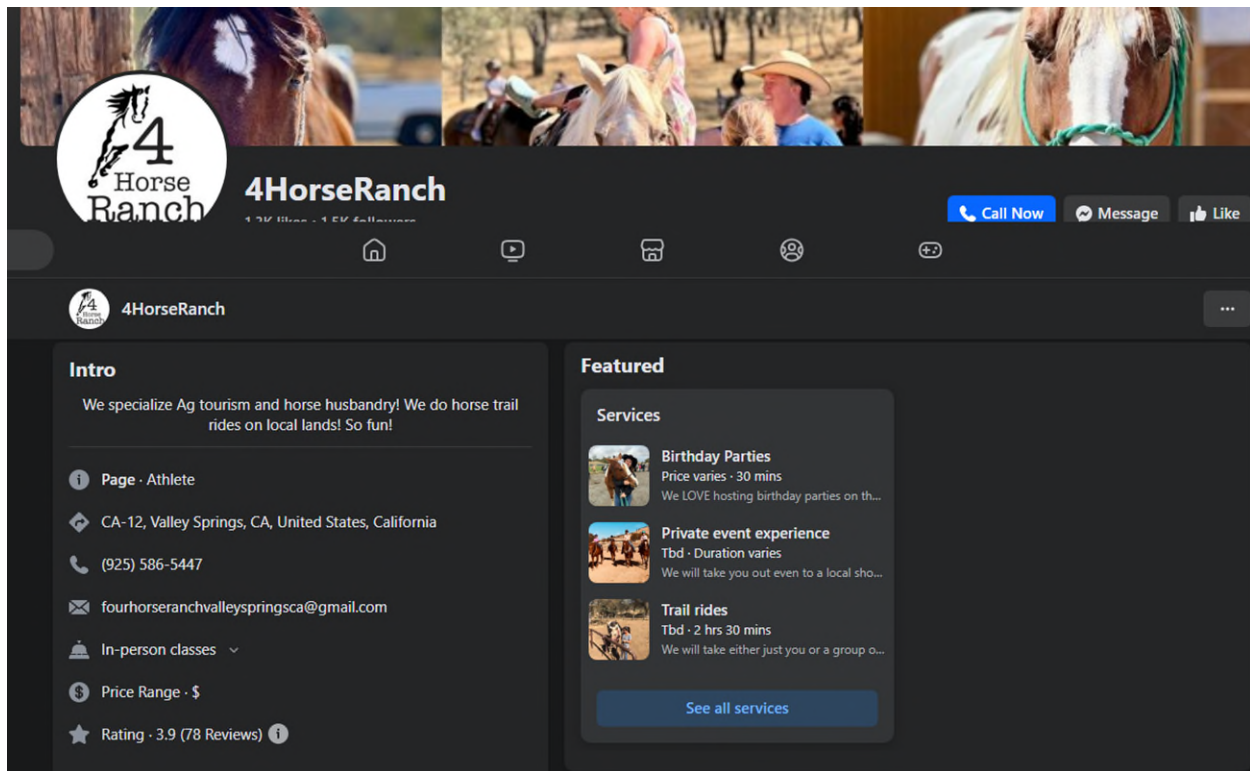 4
Horse
Ranch
4HorseRanch
Call Now
Message
Like
4
Horse
Ranch
4HorseRanch
Intro
We specialize Ag tourism and horse husbandry! We do horse trail
rides on local lands! So fun!
Page · Athlete
CA-12, Valley Springs, CA, United States, California
(925) 586-5447
fourhorseranchvalleyspringsca@gmail.com
In-person classes
Price Range · $
Rating · 3.9 (78 Reviews)
Featured
Services
Birthday Parties
Price varies · 30 mins
We LOVE hosting birthday parties on th...
Private event experience
Tbd · Duration varies
We will take you out even to a local sho...
Trail rides
Tbd · 2 hrs 30 mins
We will take either just you or a group o...
See all services